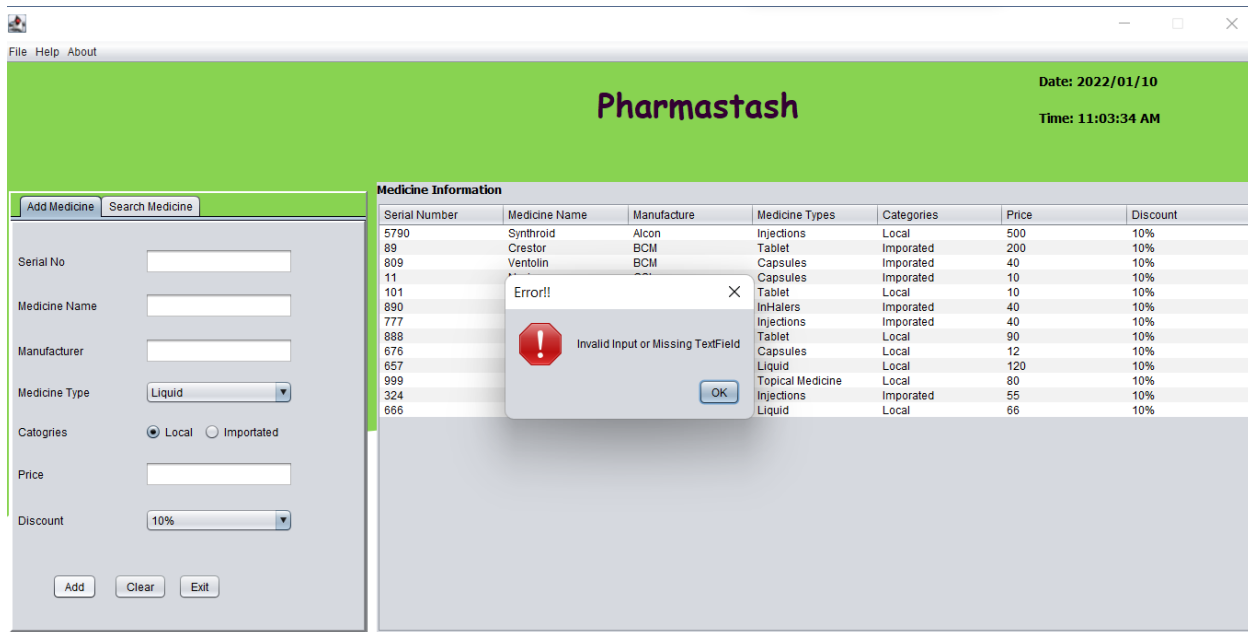 File Help About
Pharmastash
Date: 2022/01/10
Time: 11:03:34 AM
Add Medicine Search Medicine
Serial No
Medicine Name
Manufacturer
Medicine Type Liquid
Catogries Local Importated
Price
Discount 10%
Add Clear Exit
Medicine Information
Serial Number Medicine Name Manufacture Medicine Types Categories Price Discount
5790 Synthroid Alcon Injections Local 500 10%
89 Crestor BCM Tablet Imporated 200 10%
809 Ventolin BCM Capsules Imporated 40 10%
11 Capsules Imporated 10 10%
101 Tablet Local 10 10%
890 InHalers Imporated 40 10%
777 Injections Imporated 40 10%
888 Tablet Local 90 10%
676 Capsules Local 12 10%
657 Liquid Local 120 10%
999 Topical Medicine Local 80 10%
324 Injections Imporated 55 10%
666 Liquid Local 66 10%
Error!!
Invalid Input or Missing TextField
OK